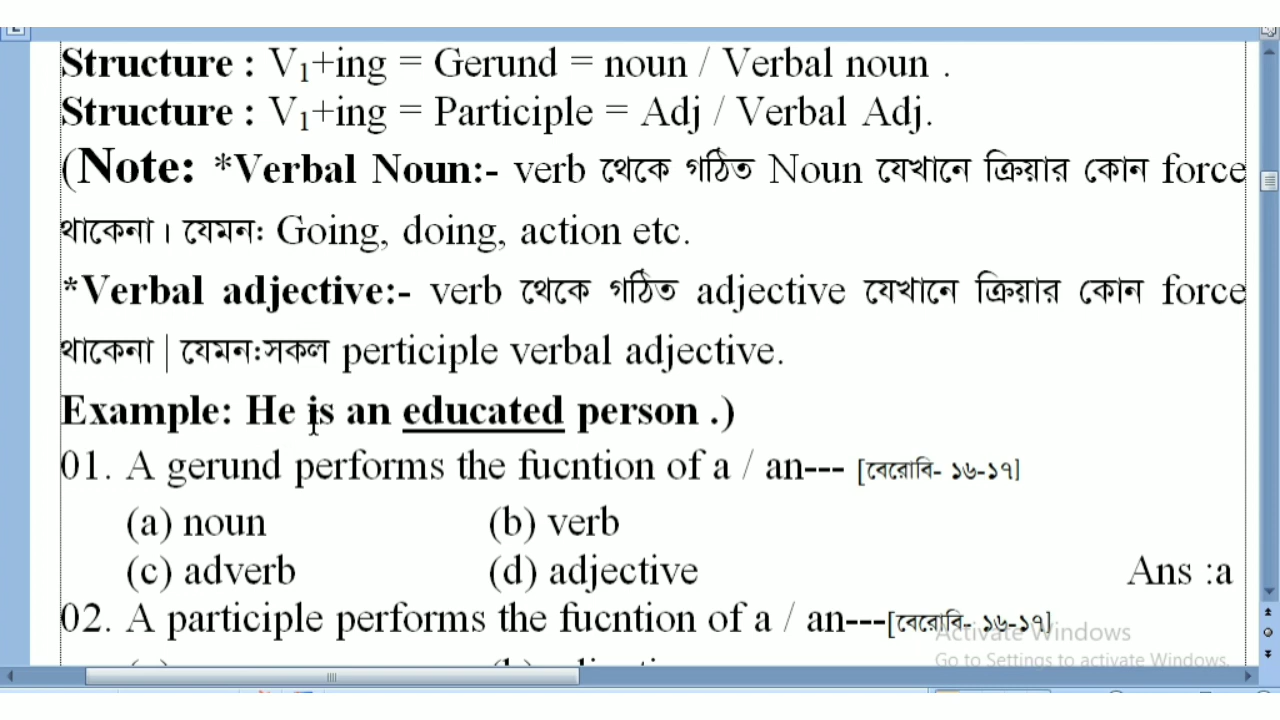 Structure : V₁+ing = Gerund = noun / Verbal noun .
Structure : V₁+ing = Participle = Adj / Verbal Adj.
(Note: *Verbal Noun:- verb থেকে গঠিত Noun যেখানে ক্রিয়ার কোন force
থাকেনা। যেমনঃ Going, doing, action etc.
*Verbal adjective:- verb থেকে গঠিত adjective যেখানে ক্রিয়ার কোন force
থাকেনা | যেমনঃসকল perticiple verbal adjective.
Example: He is an educated person .)
01. A gerund performs the fucntion of a / an--- [বেরোবি- ১৬-১৭]
(a) noun (b) verb
(c) adverb (d) adjective Ans :a
02. A participle performs the fucntion of a / an---[বেরোবি- ১৬-১৭]
Activate Windows
Go to Settings to activate Windows.